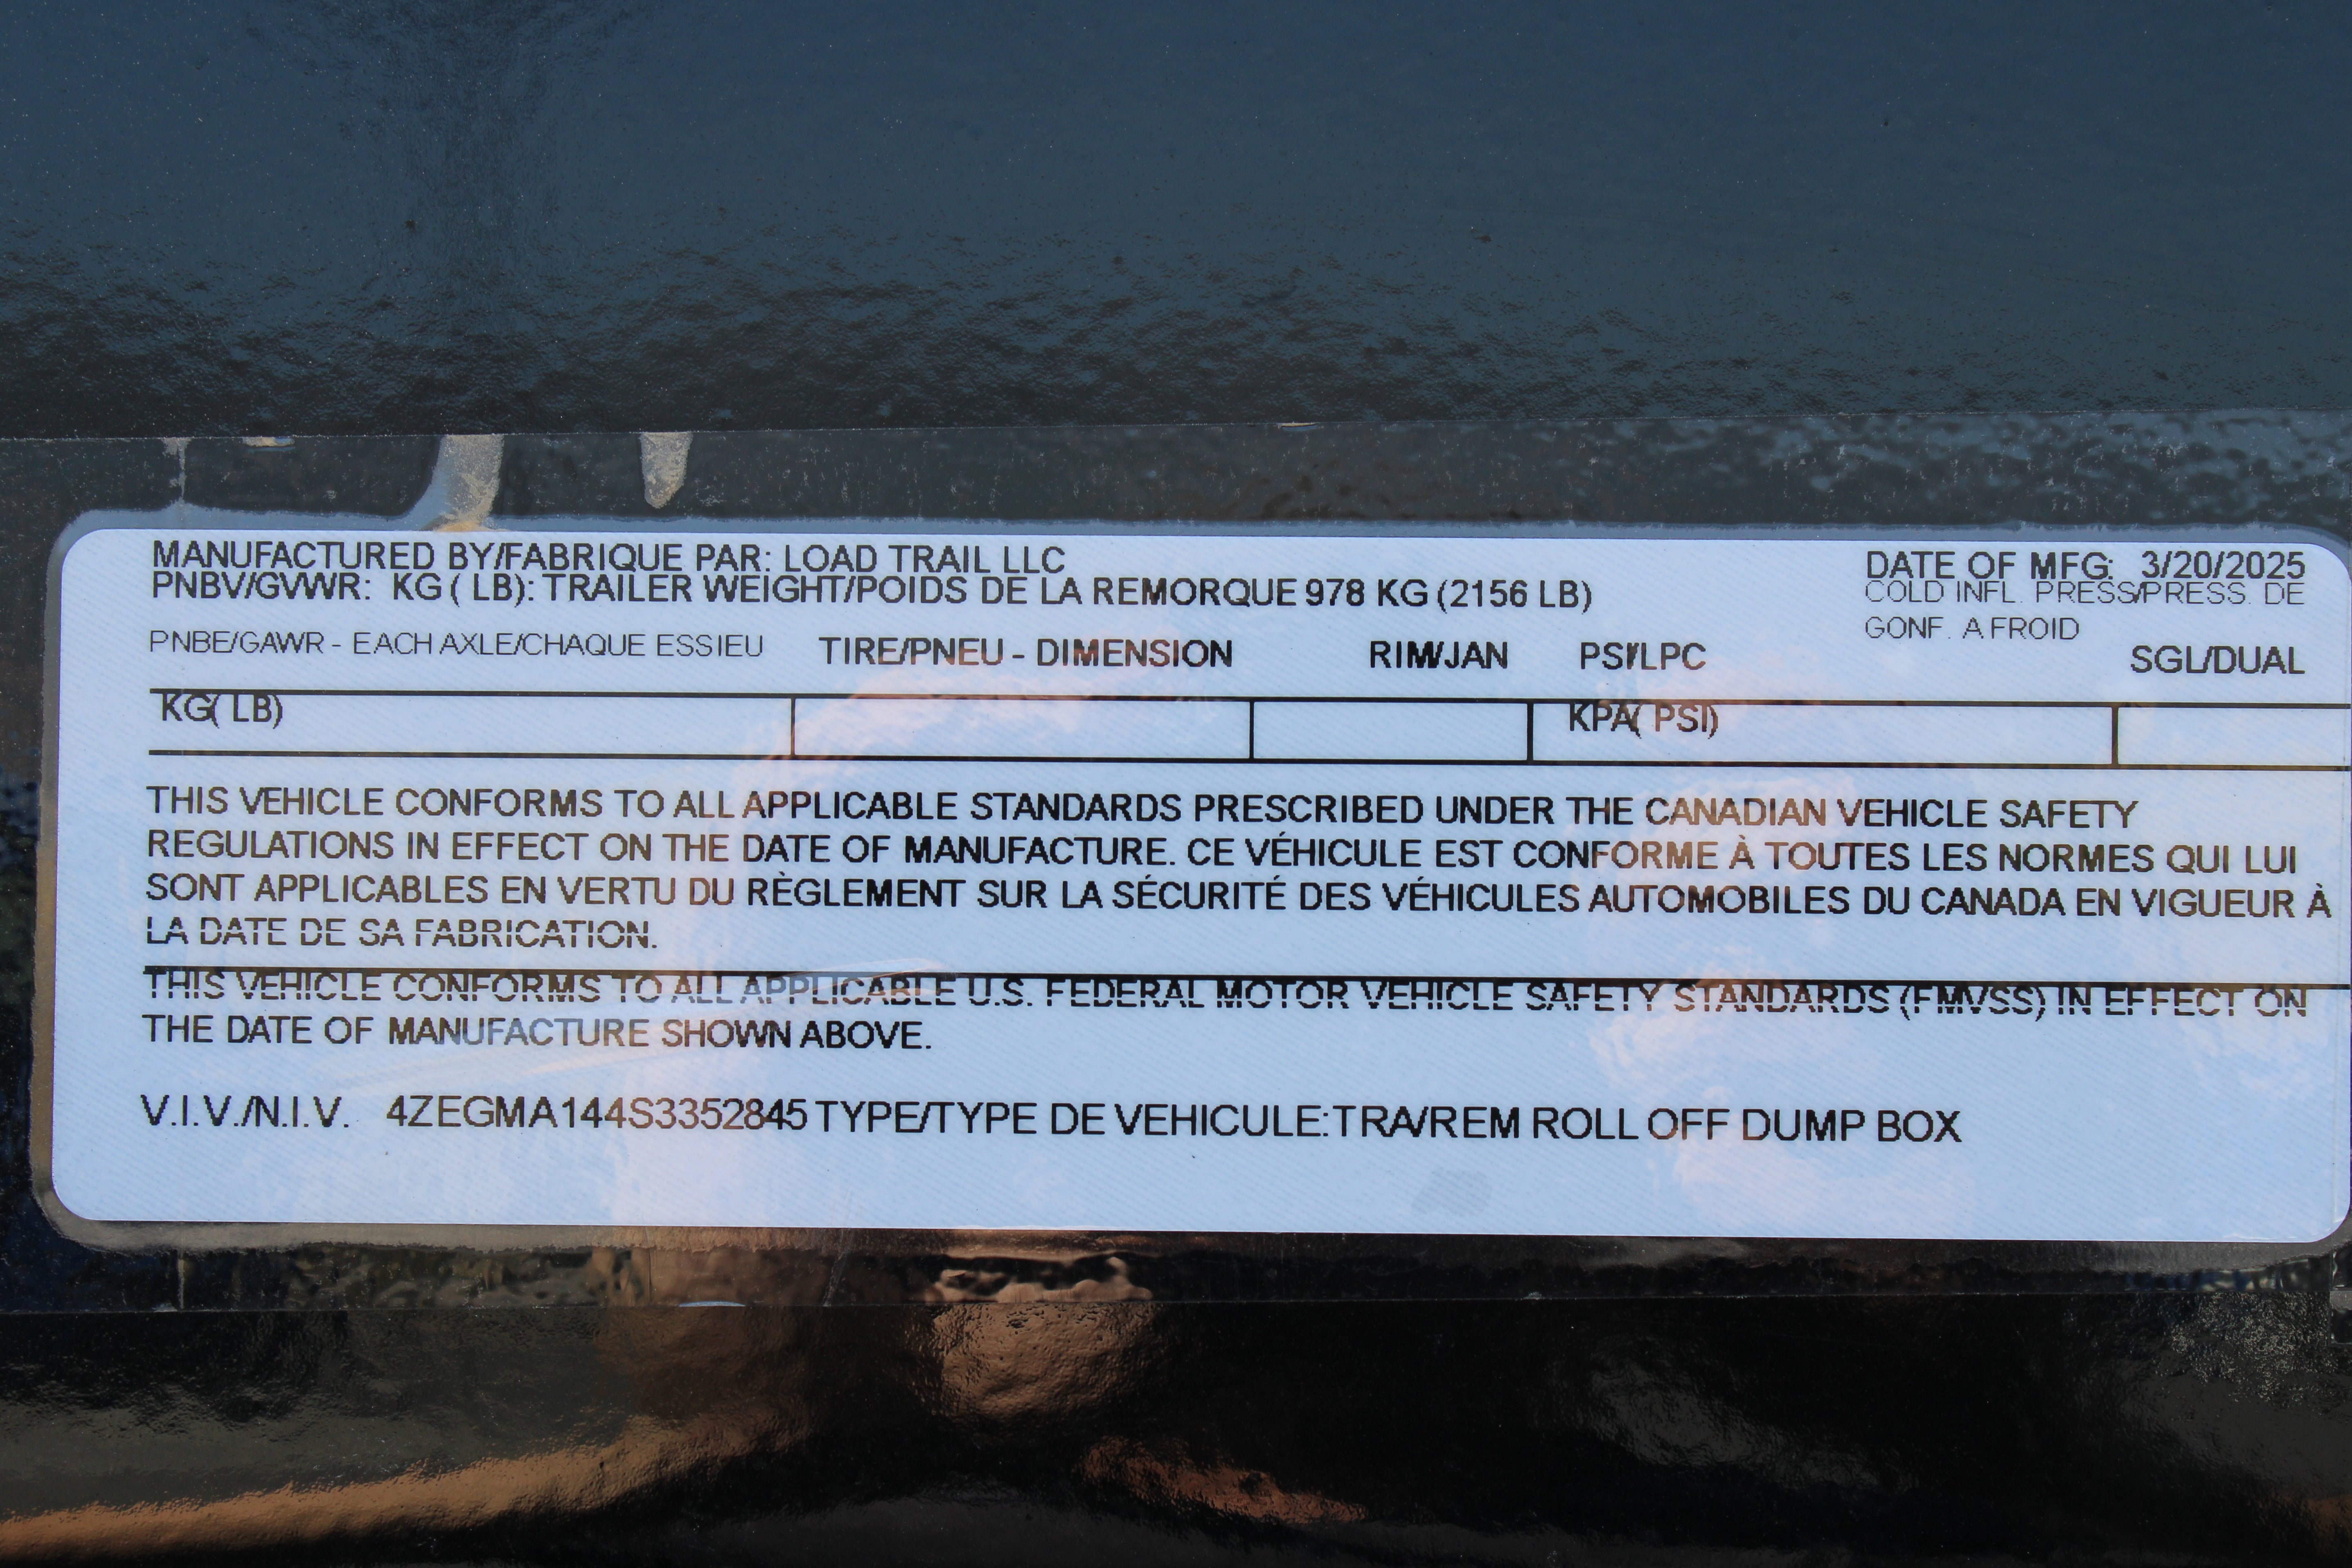 MANUFACTURED BY/FABRIQUE PAR: LOAD TRAIL LLC
DATE OF MFG: 3/20/2025
PNBV/GVWR: KG ( LB): TRAILER WEIGHT/POIDS DE LA REMORQUE 978 KG (2156 LB)
COLD INFL. PRESS/PRESS. DE
GONF. A FROID
PNBE/GAWR - EACH AXLE/CHAQUE ESSIEU TIRE/PNEU - DIMENSION RIM/JAN PSI/LPC SGL/DUAL
KG( LB) KPA( PSI)
THIS VEHICLE CONFORMS TO ALL APPLICABLE STANDARDS PRESCRIBED UNDER THE CANADIAN VEHICLE SAFETY
REGULATIONS IN EFFECT ON THE DATE OF MANUFACTURE. CE VÉHICULE EST CONFORME À TOUTES LES NORMES QUI LUI
SONT APPLICABLES EN VERTU DU RÈGLEMENT SUR LA SÉCURITÉ DES VÉHICULES AUTOMOBILES DU CANADA EN VIGUEUR À
LA DATE DE SA FABRICATION.
THIS VEHICLE CONFORMS TO ALL APPLICABLE U.S. FEDERAL MOTOR VEHICLE SAFETY STANDARDS (FMVSS) IN EFFECT ON
THE DATE OF MANUFACTURE SHOWN ABOVE.
V.I.V./N.I.V. 4ZEGMA144S3352845 TYPE/TYPE DE VEHICULE:TRA/REM ROLL OFF DUMP BOX